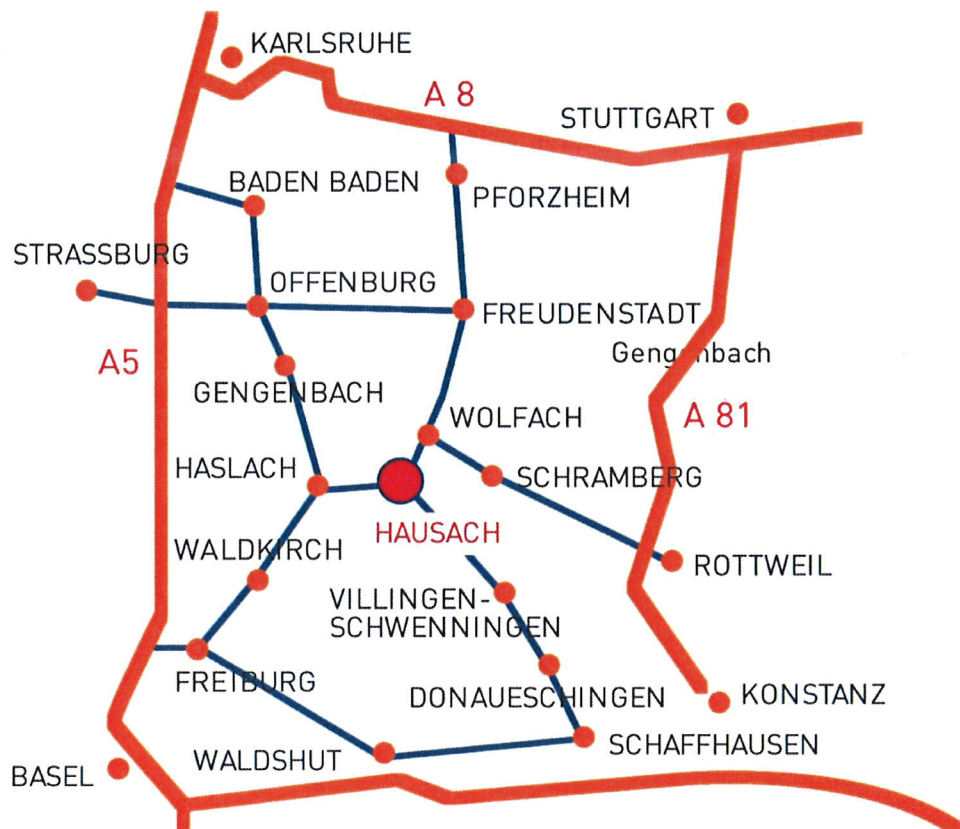 KARLSRUHE
A 8
STUTTGART
BADEN BADEN
PFORZHEIM
STRASSBURG
OFFENBURG
FREUDENSTADT
Gengenbach
A5
GENGENBACH
WOLFACH
A 81
HASLACH
SCHRAMBERG
HAUSACH
WALDKIRCH
ROTTWEIL
VILLINGEN-
SCHWENNINGEN
FREIBURG
DONAUESCHINGEN
KONSTANZ
WALDSHUT
SCHAFFHAUSEN
BASEL